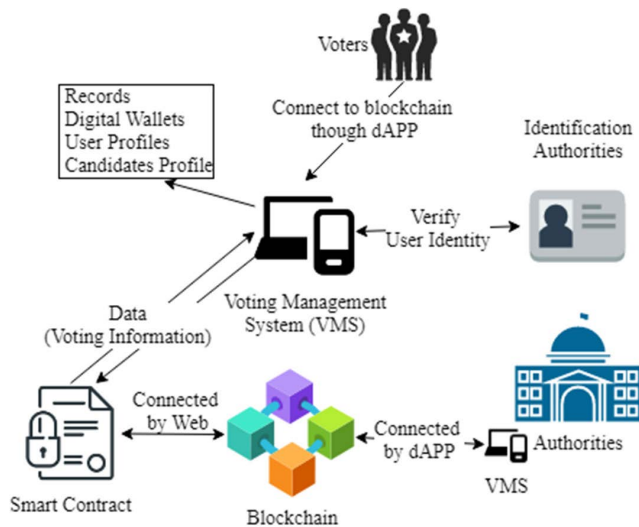 Voters
Connect to blockchain
though dAPP
Records
Digital Wallets
User Profiles
Candidates Profile
Identification
Authorities
Verify
User Identity
Voting Management
System (VMS)
Data
(Voting Information)
Connected
by Web
Connected
by dAPP
Authorities
VMS
Smart Contract
Blockchain